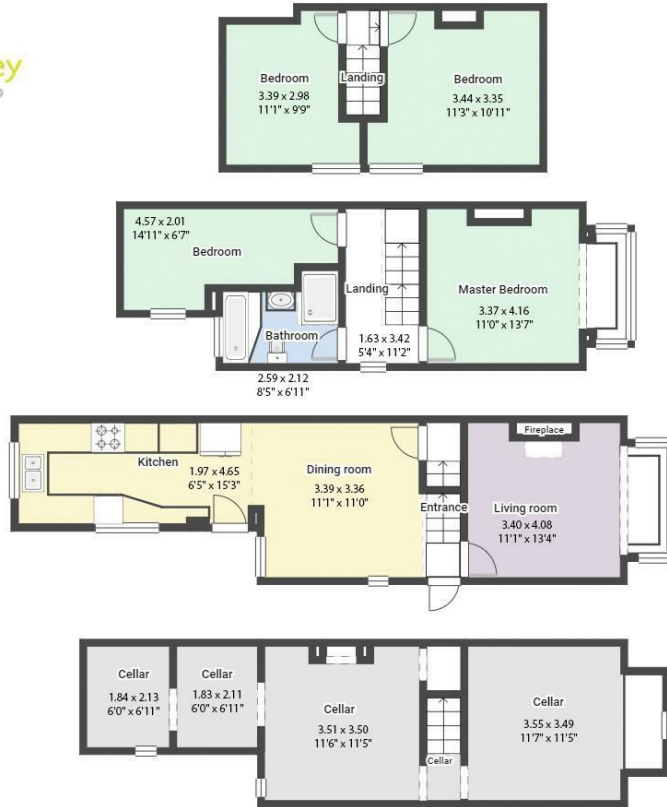 ey
Bedroom
3.39 x 2.98
11'1" x 9'9"
Landing
Bedroom
3.44 x 3.35
11'3" x 10'11"
4.57 x 2.01
14'11" x 6'7"
Bedroom
Landing
1.63 x 3.42
5'4" x 11'2"
Master Bedroom
3.37 x 4.16
11'0" x 13'7"
Bathroom
2.59 x 2.12
8'5" x 6'11"
Kitchen
1.97 x 4.65
6'5" x 15'3"
Dining room
3.39 x 3.36
11'1" x 11'0"
Entrance
Fireplace
Living room
3.40 x 4.08
11'1" x 13'4"
Cellar
1.84 x 2.13
6'0" x 6'11"
Cellar
1.83 x 2.11
6'0" x 6'11"
Cellar
3.51 x 3.50
11'6" x 11'5"
Cellar
Cellar
3.55 x 3.49
11'7" x 11'5"